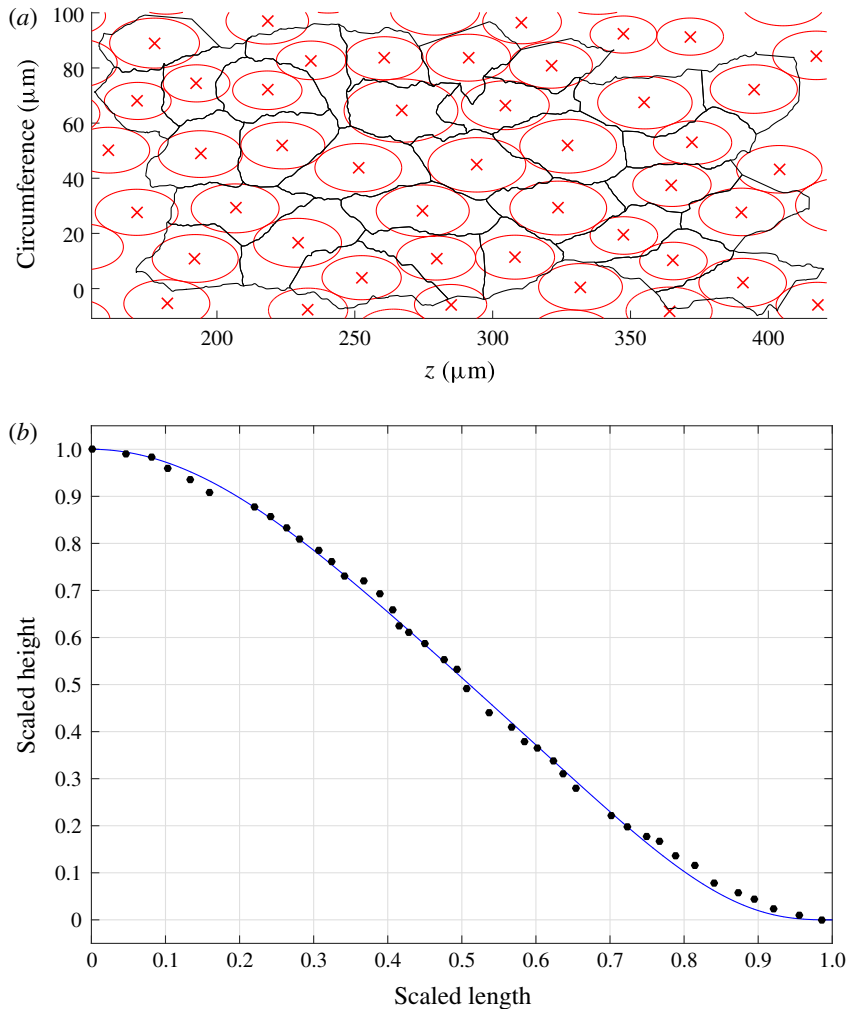 (a)
100
80
60
40
20
0
Circumference (μm)
200 250 300 350 400
z (μm)
(b)
1.0
0.9
0.8
0.7
0.6
0.5
0.4
0.3
0.2
0.1
0
Scaled height
0 0.1 0.2 0.3 0.4 0.5 0.6 0.7 0.8 0.9 1.0
Scaled length